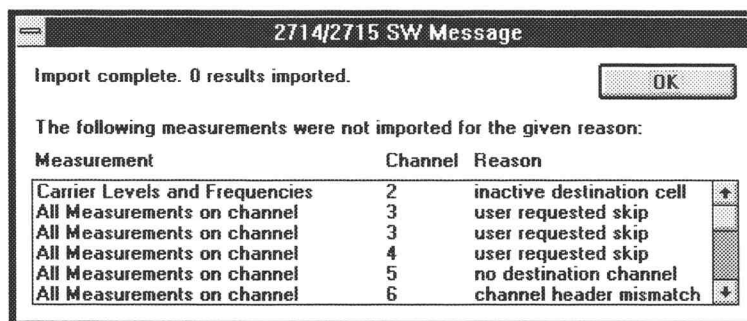 2714/2715 SW Message
Import complete. 0 results imported.
OK
The following measurements were not imported for the given reason:
Measurement Channel Reason
Carrier Levels and Frequencies 2 inactive destination cell
All Measurements on channel 3 user requested skip
All Measurements on channel 3 user requested skip
All Measurements on channel 4 user requested skip
All Measurements on channel 5 no destination channel
All Measurements on channel 6 channel header mismatch